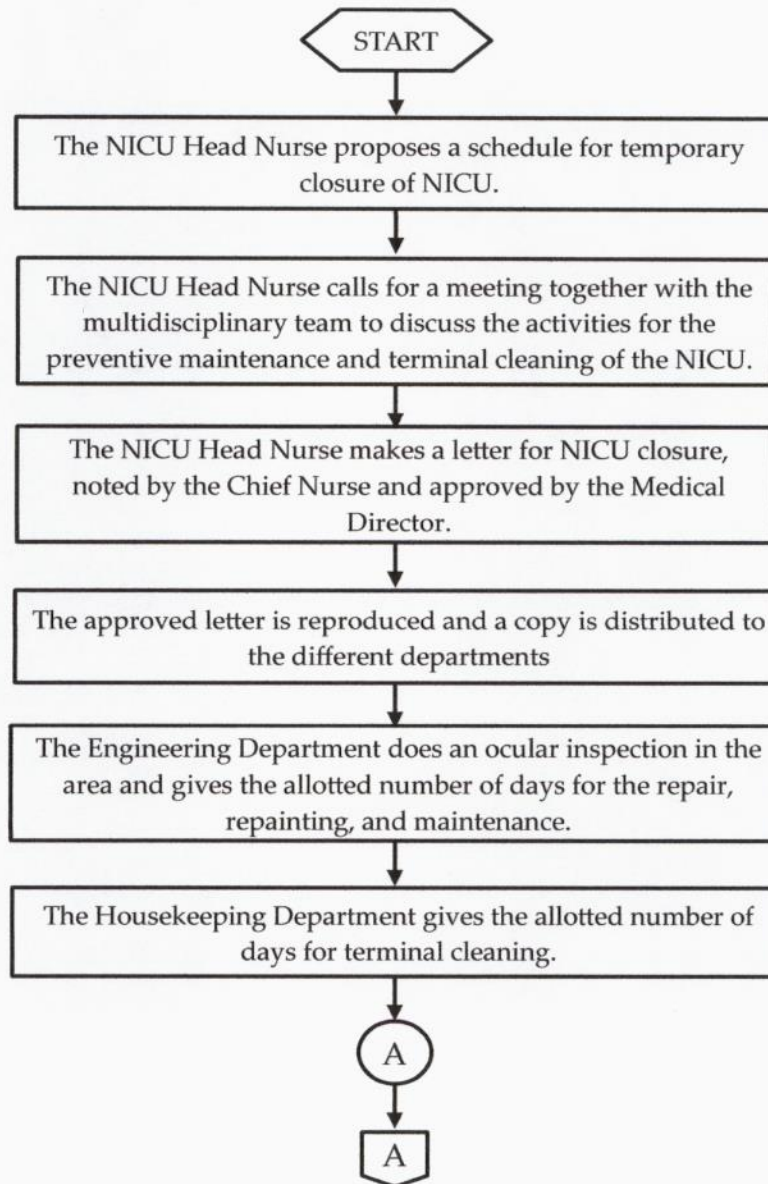 START
The NICU Head Nurse proposes a schedule for temporary
closure of NICU.
The NICU Head Nurse calls for a meeting together with the
multidisciplinary team to discuss the activities for the
preventive maintenance and terminal cleaning of the NICU.
The NICU Head Nurse makes a letter for NICU closure,
noted by the Chief Nurse and approved by the Medical
Director.
The approved letter is reproduced and a copy is distributed to
the different departments
The Engineering Department does an ocular inspection in the
area and gives the allotted number of days for the repair,
repainting, and maintenance.
The Housekeeping Department gives the allotted number of
days for terminal cleaning.
A
A